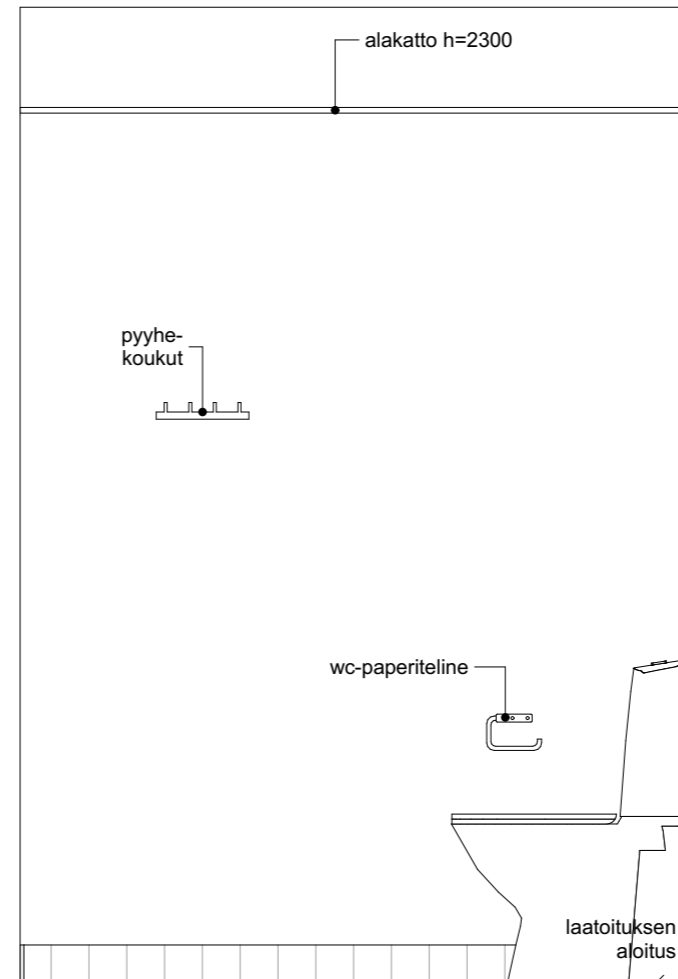 alakatto h=2300
pyyhe-
koukut
wc-paperiteline
laatoituksen
aloitus